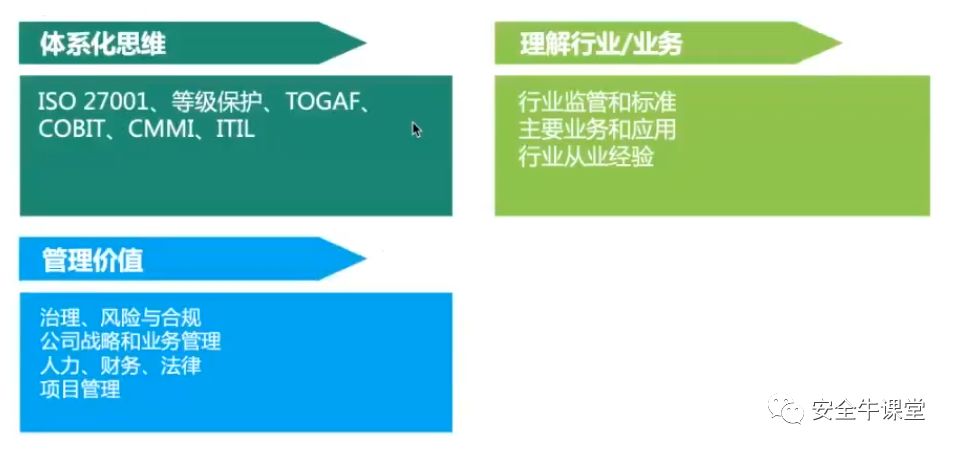 体系化思维
ISO 27001、等级保护、TOGAF、
COBIT、CMMI、ITIL
理解行业/业务
行业监管和标准
主要业务和应用
行业从业经验
管理价值
治理、风险与合规
公司战略和业务管理
人力、财务、法律
项目管理
安全牛课堂